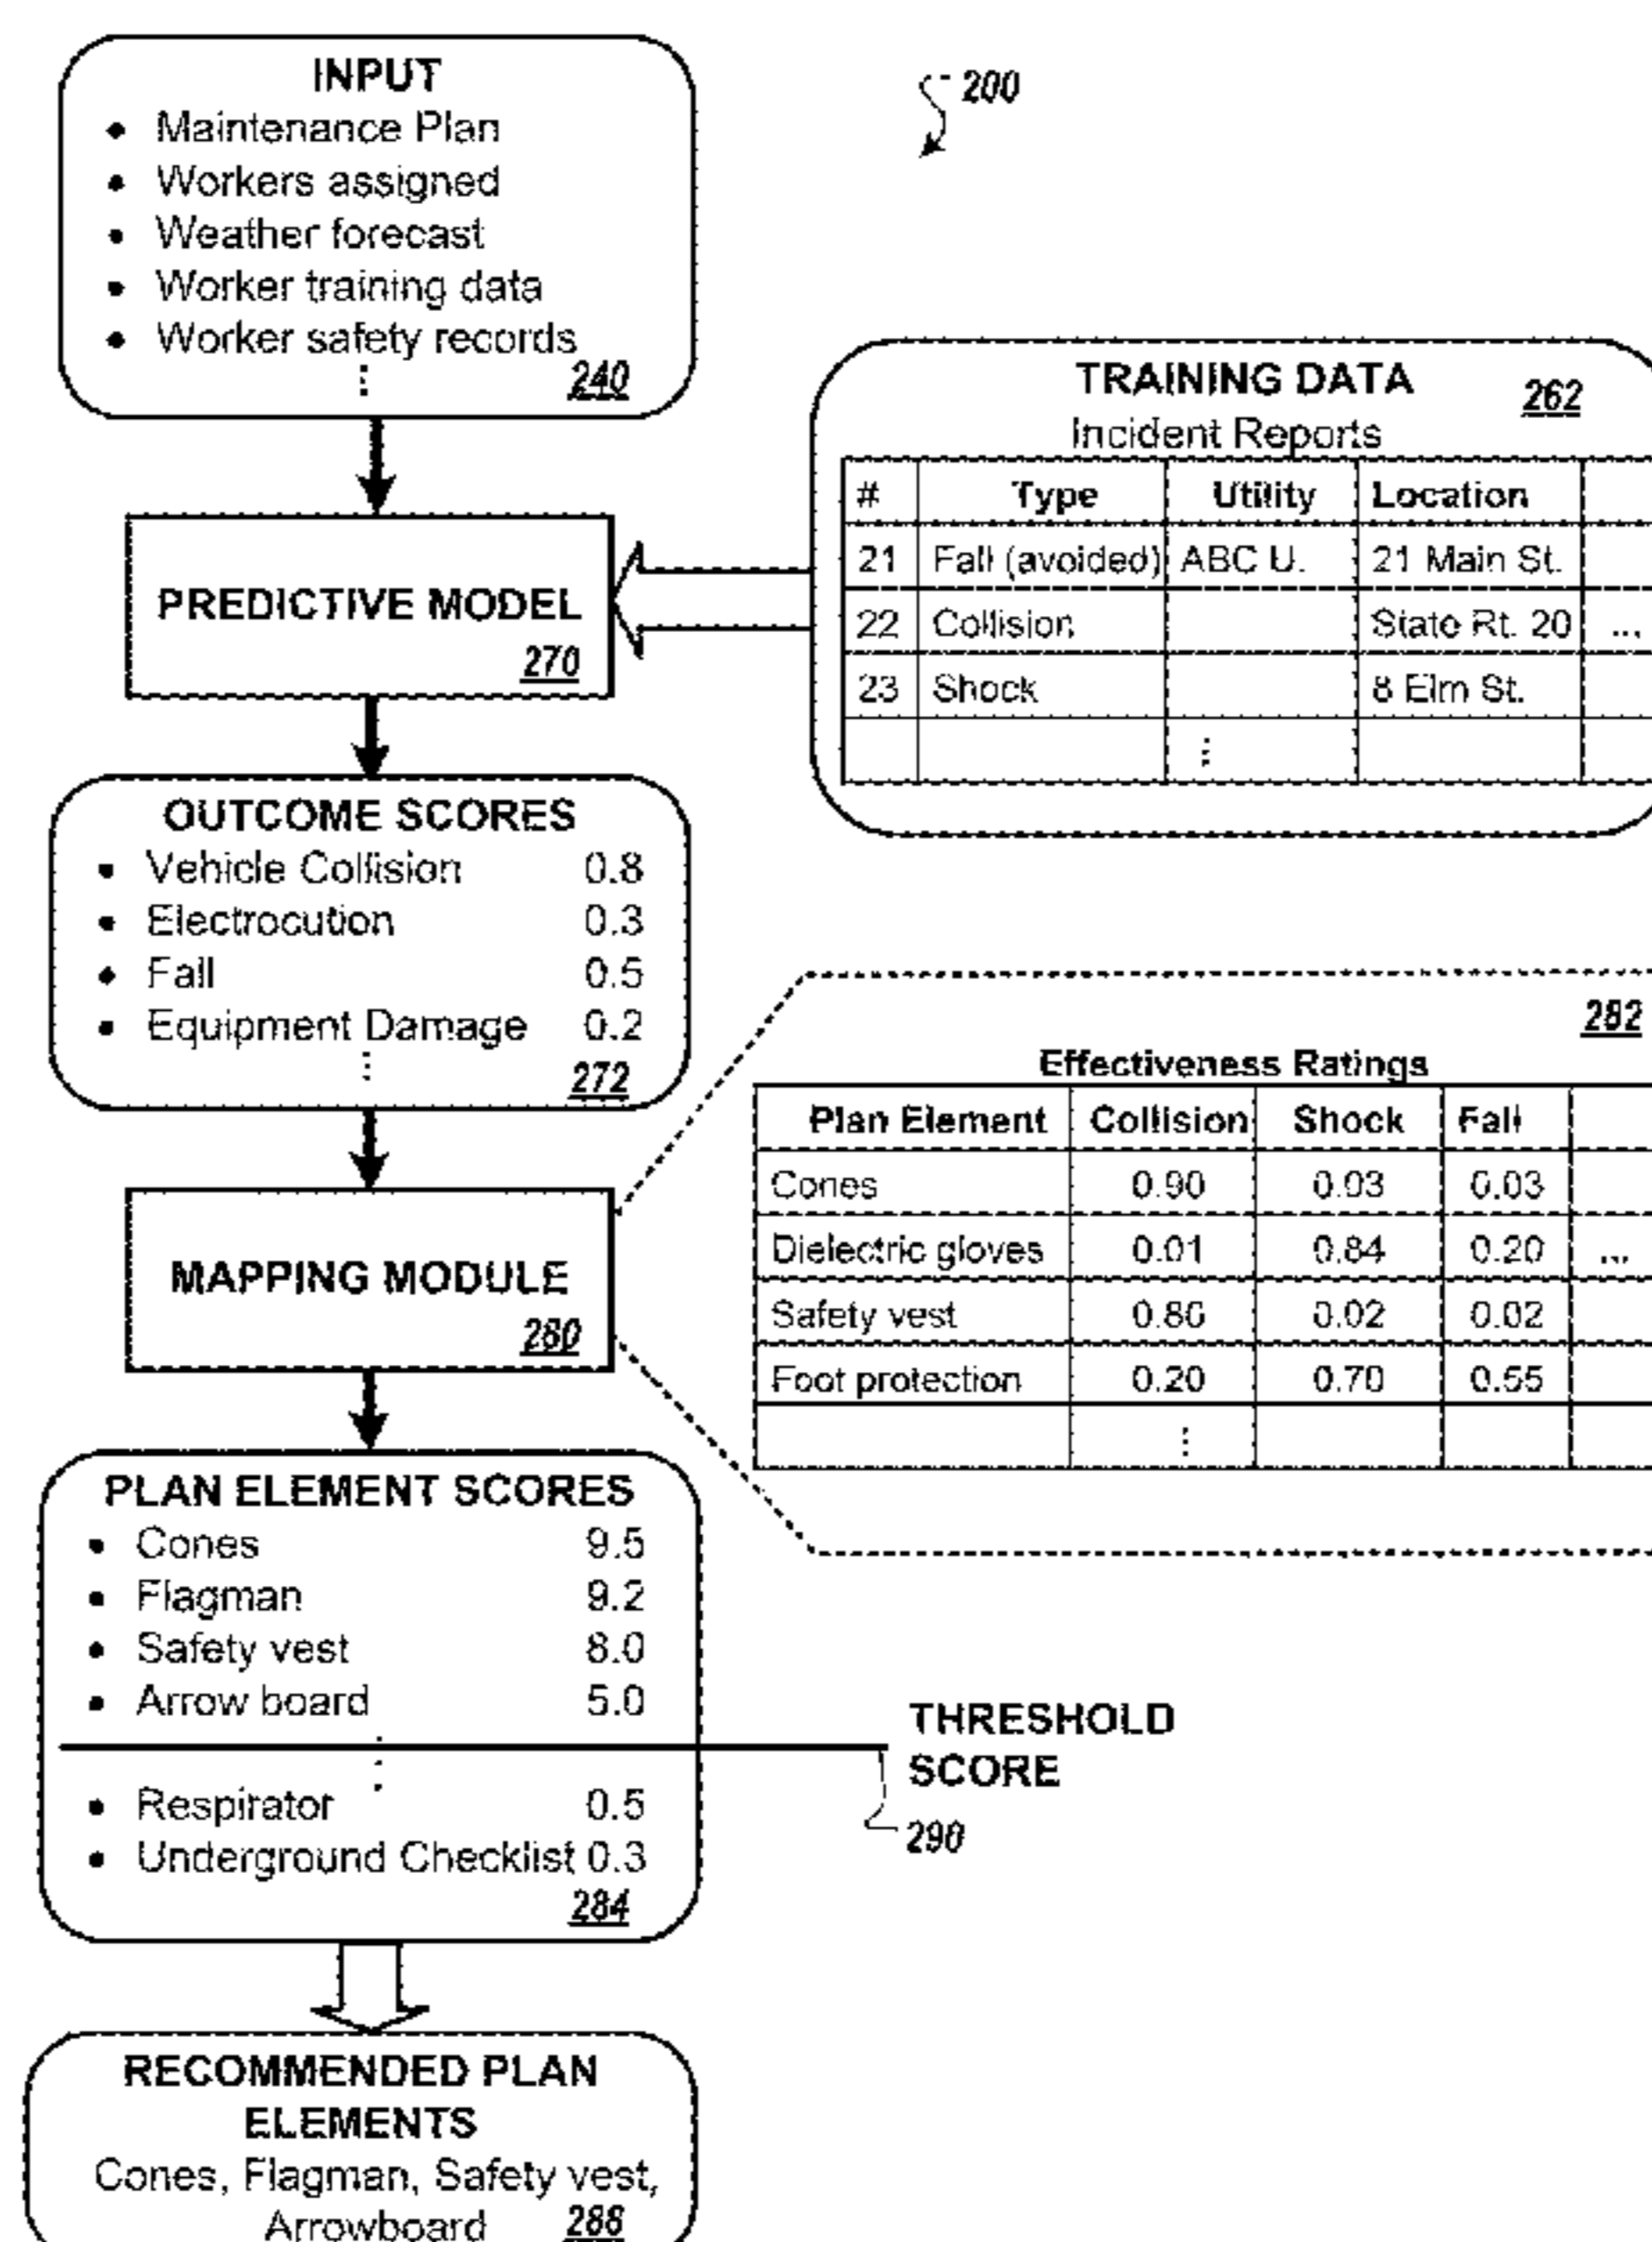 INPUT
• Maintenance Plan
• Workers assigned
• Weather forecast
• Worker training data
• Worker safety records
⋮
240
200
TRAINING DATA
262
Incident Reports
# Type Utility Location
21 Fall (avoided) ABC U. 21 Main St.
22 Collision State Rt. 20 ...
23 Shock 8 Elm St.
⋮
PREDICTIVE MODEL
270
OUTCOME SCORES
• Vehicle Collision 0.8
• Electrocution 0.3
• Fall 0.5
• Equipment Damage 0.2
⋮
272
282
Effectiveness Ratings
Plan Element Collision Shock Fall
Cones 0.90 0.03 0.03
Dielectric gloves 0.01 0.84 0.20 ...
Safety vest 0.80 0.02 0.02
Foot protection 0.20 0.70 0.55
⋮
MAPPING MODULE
280
PLAN ELEMENT SCORES
• Cones 9.5
• Flagman 9.2
• Safety vest 8.0
• Arrow board 5.0
⋮
• Respirator 0.5
• Underground Checklist 0.3
284
THRESHOLD
SCORE
290
RECOMMENDED PLAN
ELEMENTS
Cones, Flagman, Safety vest,
Arrowboard
288